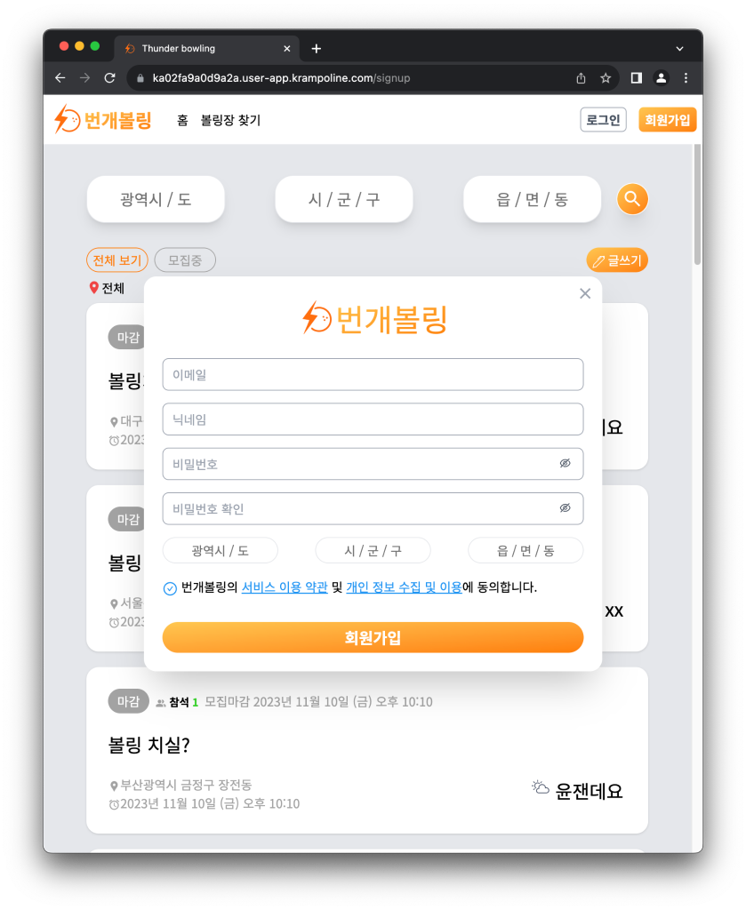 Thunder bowling
ka02fa9a0d9a2a.user-app.krampoline.com/signup
번개볼링 홈 볼링장 찾기 로그인 회원가입
광역시 / 도 시 / 군 / 구 읍 / 면 / 동
전체 보기 모집중 글쓰기
전체
마감
번개볼링
볼링
이메일
대구
닉네임
2023
비밀번호
비밀번호 확인
마감
광역시 / 도 시 / 군 / 구 읍 / 면 / 동
볼링
번개볼링의 서비스 이용 약관 및 개인 정보 수집 및 이용에 동의합니다.
서울
XX
2023
회원가입
마감 참석 1 모집마감 2023년 11월 10일 (금) 오후 10:10
볼링 치실?
부산광역시 금정구 장전동
윤잰데요
2023년 11월 10일 (금) 오후 10:10